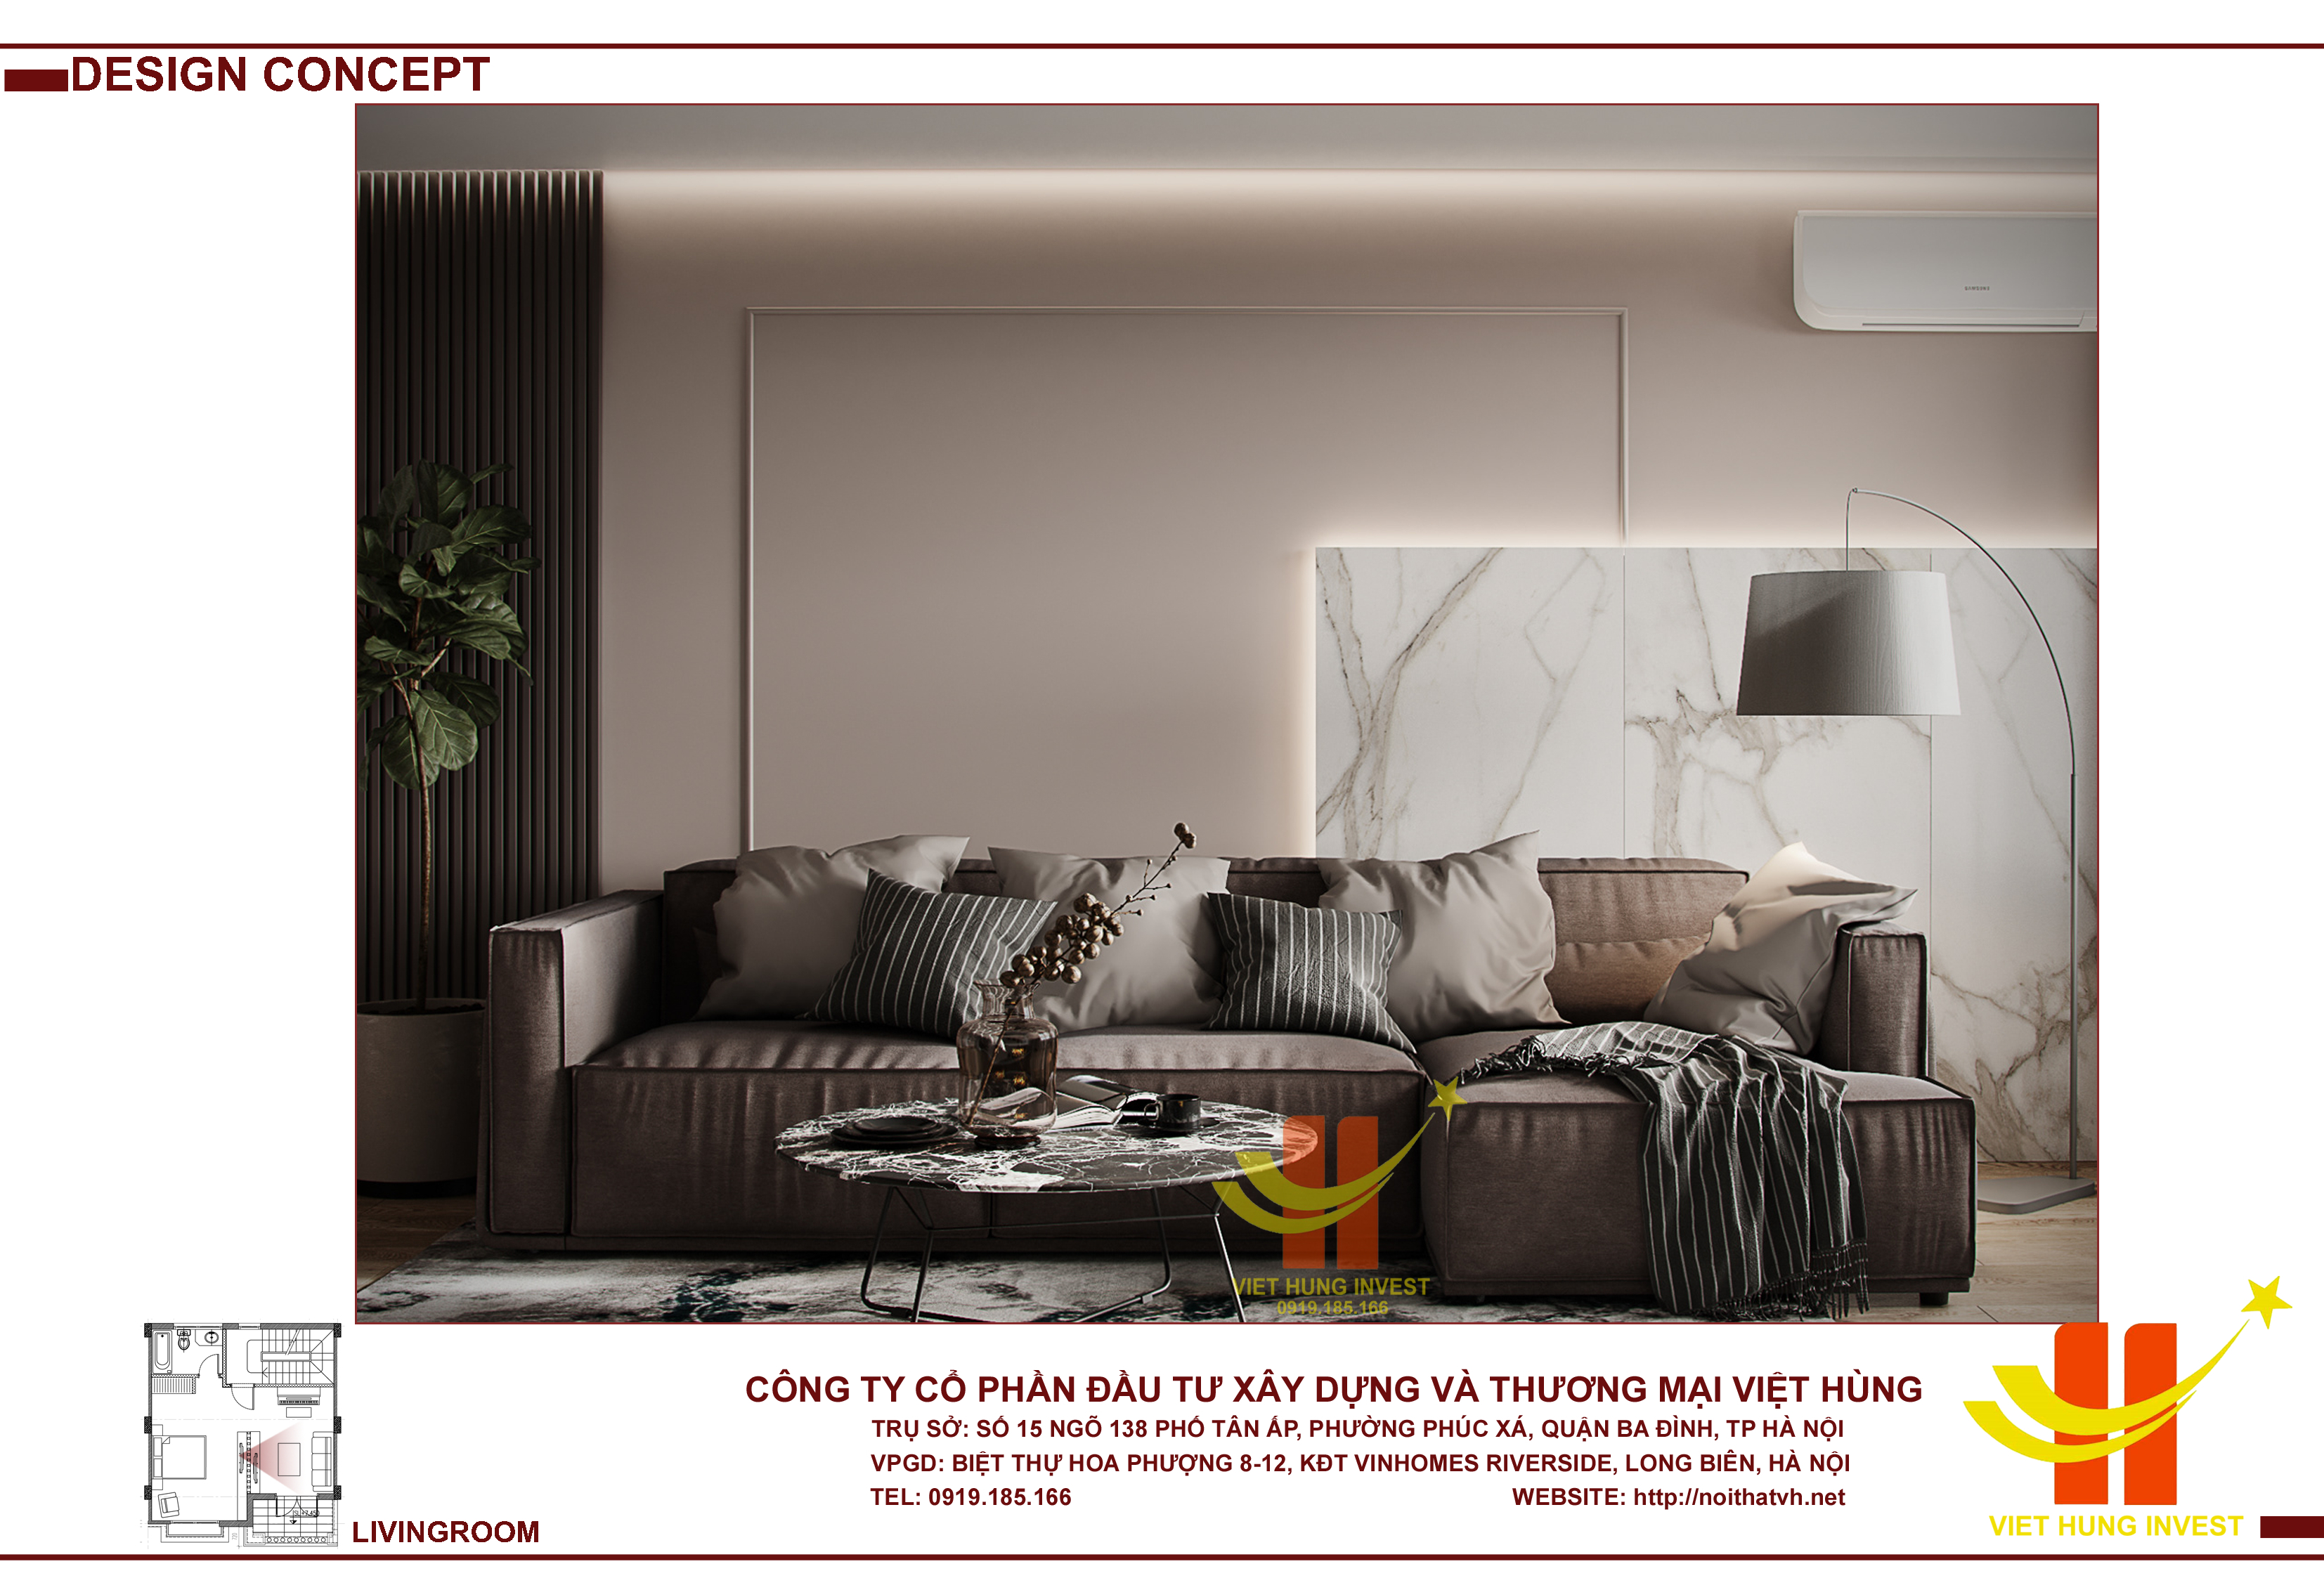 DESIGN CONCEPT
SAMSUNG
VIET HUNG INVEST
0919.185.166
CÔNG TY CỔ PHẦN ĐẦU TƯ XÂY DỰNG VÀ THƯƠNG MẠI VIỆT HÙNG
TRỤ SỞ: SỐ 15 NGÕ 138 PHỐ TÂN ẤP, PHƯỜNG PHÚC XÁ, QUẬN BA ĐÌNH, TP HÀ NỘI
VPGD: BIỆT THỰ HOA PHƯỢNG 8-12, KĐT VINHOMES RIVERSIDE, LONG BIÊN, HÀ NỘI
TEL: 0919.185.166 WEBSITE: http://noithatvh.net
LIVINGROOM
VIET HUNG INVEST